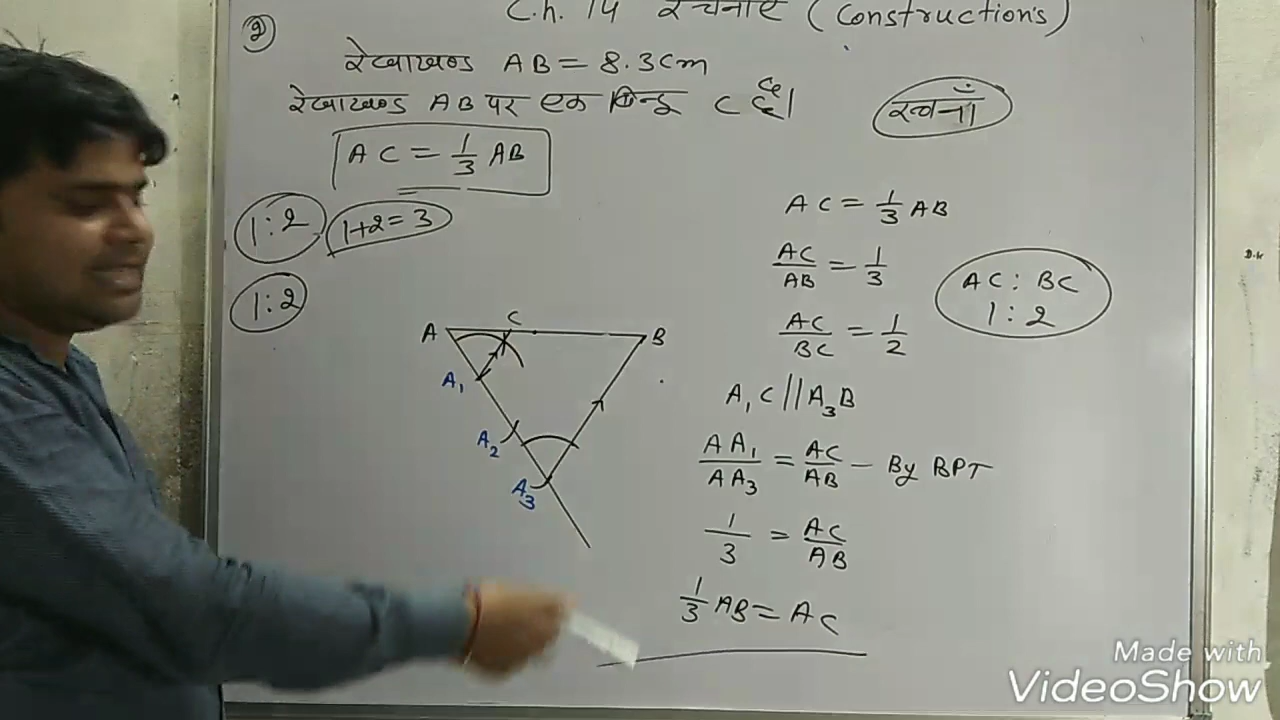 C.h. 14 रचनाएँ (Constructions)
2
रेखाखण्ड AB = 8.3cm
रेखाखण्ड AB पर एक बिन्दू C है।
रचनाँ
AC = 1/3 AB
1:2
1+2=3
1:2
A
C
B
A1
A2
A3
AC = 1/3 AB
AC/AB = 1/3
AC/BC = 1/2
AC : BC
1 : 2
A1C // A3B
AA1/AA3 = AC/AB – By BPT
1/3 = AC/AB
1/3 AB = AC
Made with
VideoShow